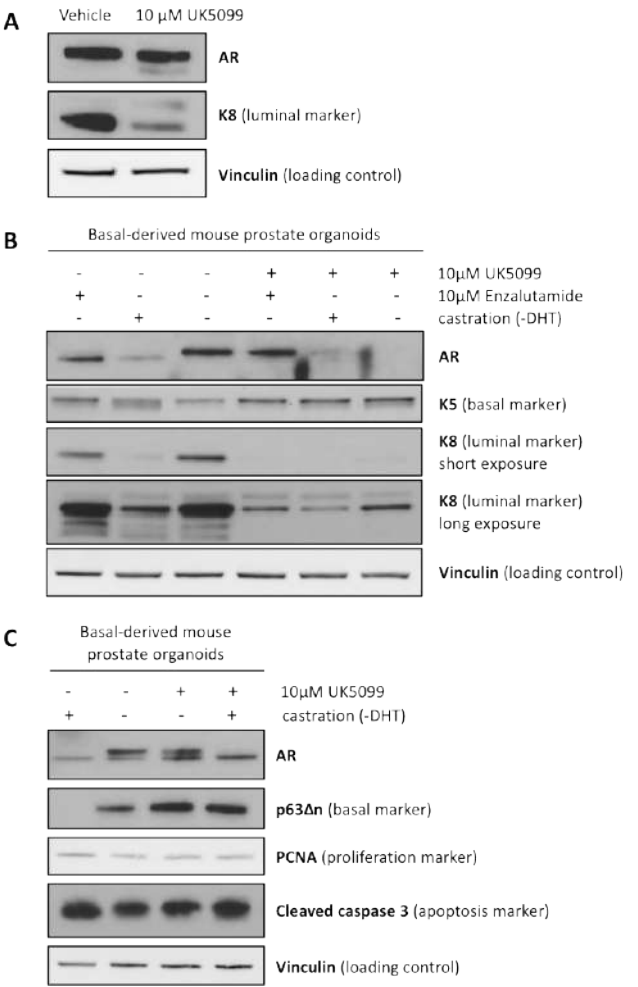 A
Vehicle 10 μM UK5099
AR
K8 (luminal marker)
Vinculin (loading control)
B
Basal-derived mouse prostate organoids
- - - + + + 10μM UK5099
+ - - + - - 10μM Enzalutamide
- + - - + - castration (-DHT)
AR
K5 (basal marker)
K8 (luminal marker)
short exposure
K8 (luminal marker)
long exposure
Vinculin (loading control)
C
Basal-derived mouse
prostate organoids
- - + + 10μM UK5099
+ - - + castration (-DHT)
AR
p63Δn (basal marker)
PCNA (proliferation marker)
Cleaved caspase 3 (apoptosis marker)
Vinculin (loading control)